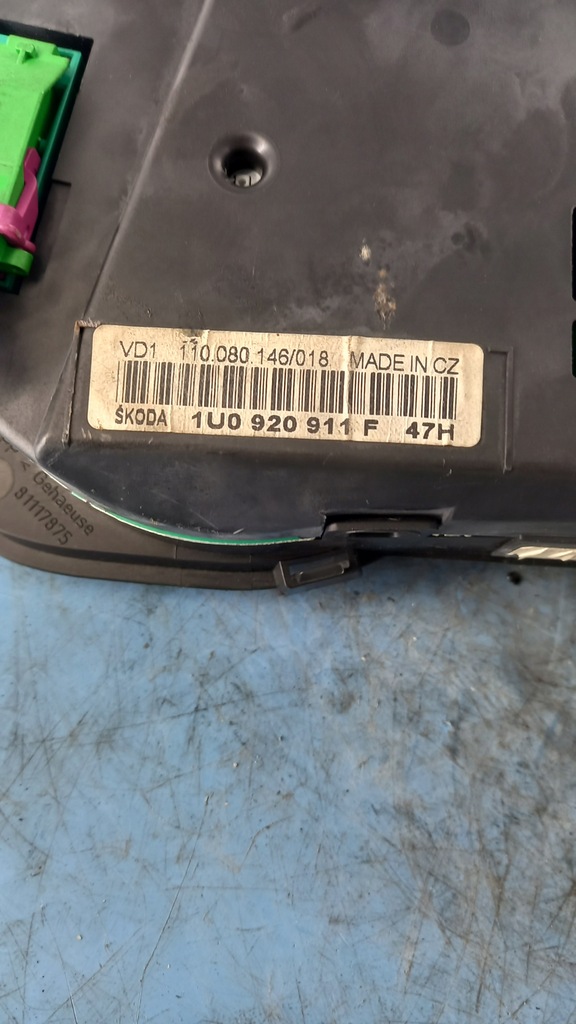 VD1 110.080.146/018 MADE IN CZ
ŠKODA 1U0 920 911 F 47H
< Gehaeuse
81117875